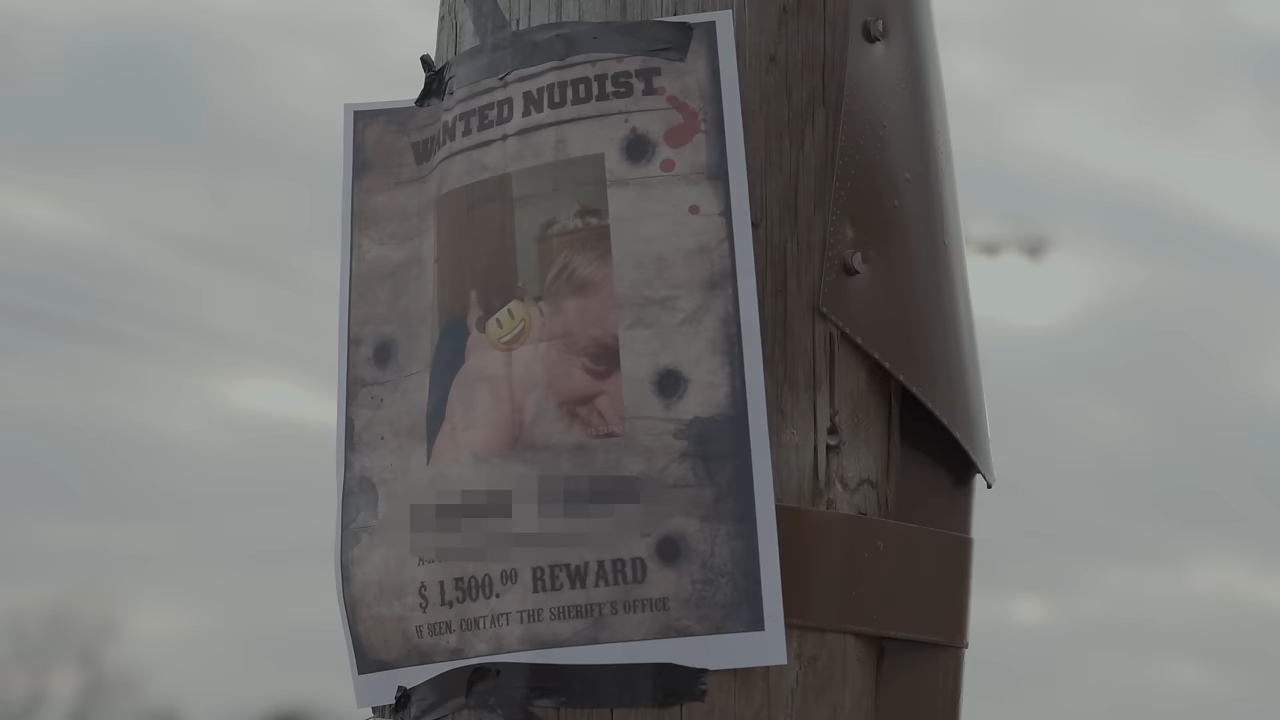 WANTED NUDIST
$ 1,500.00 REWARD
IF SEEN, CONTACT THE SHERIFF'S OFFICE